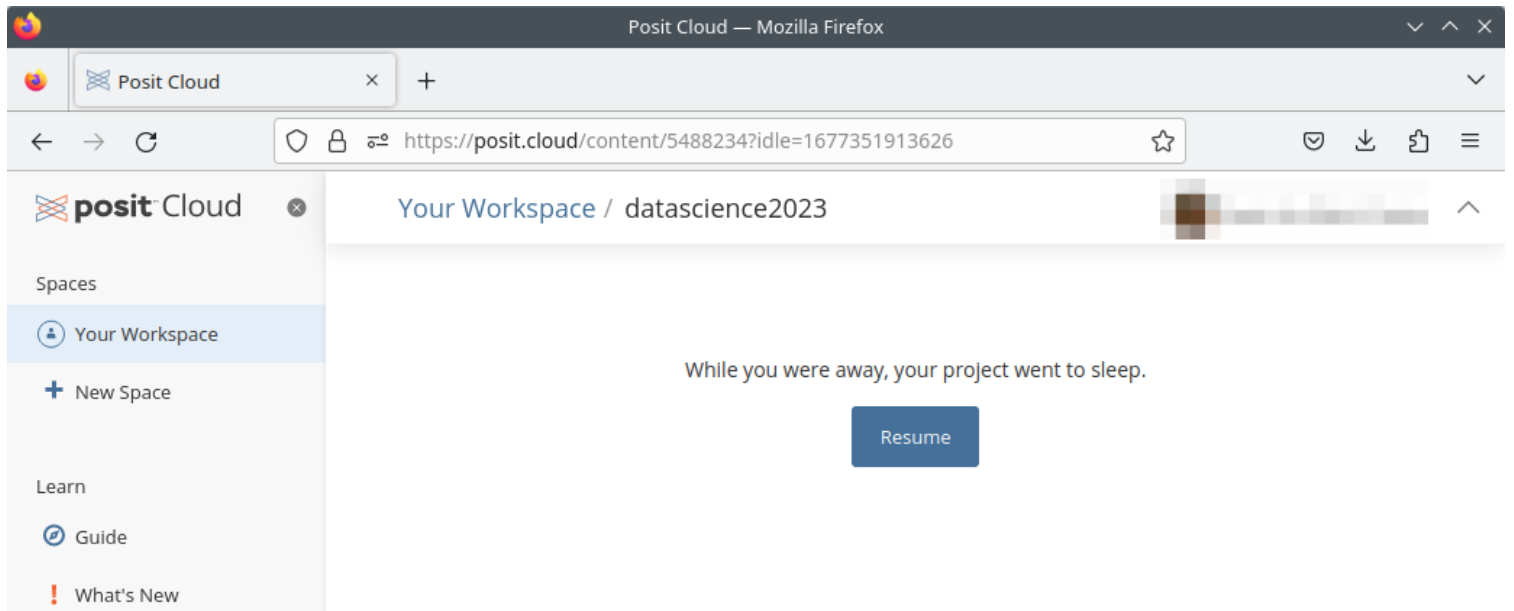 Posit Cloud — Mozilla Firefox
Posit Cloud
https://posit.cloud/content/5488234?idle=1677351913626
posit Cloud
Your Workspace / datascience2023
Spaces
Your Workspace
New Space
While you were away, your project went to sleep.
Resume
Learn
Guide
What's New